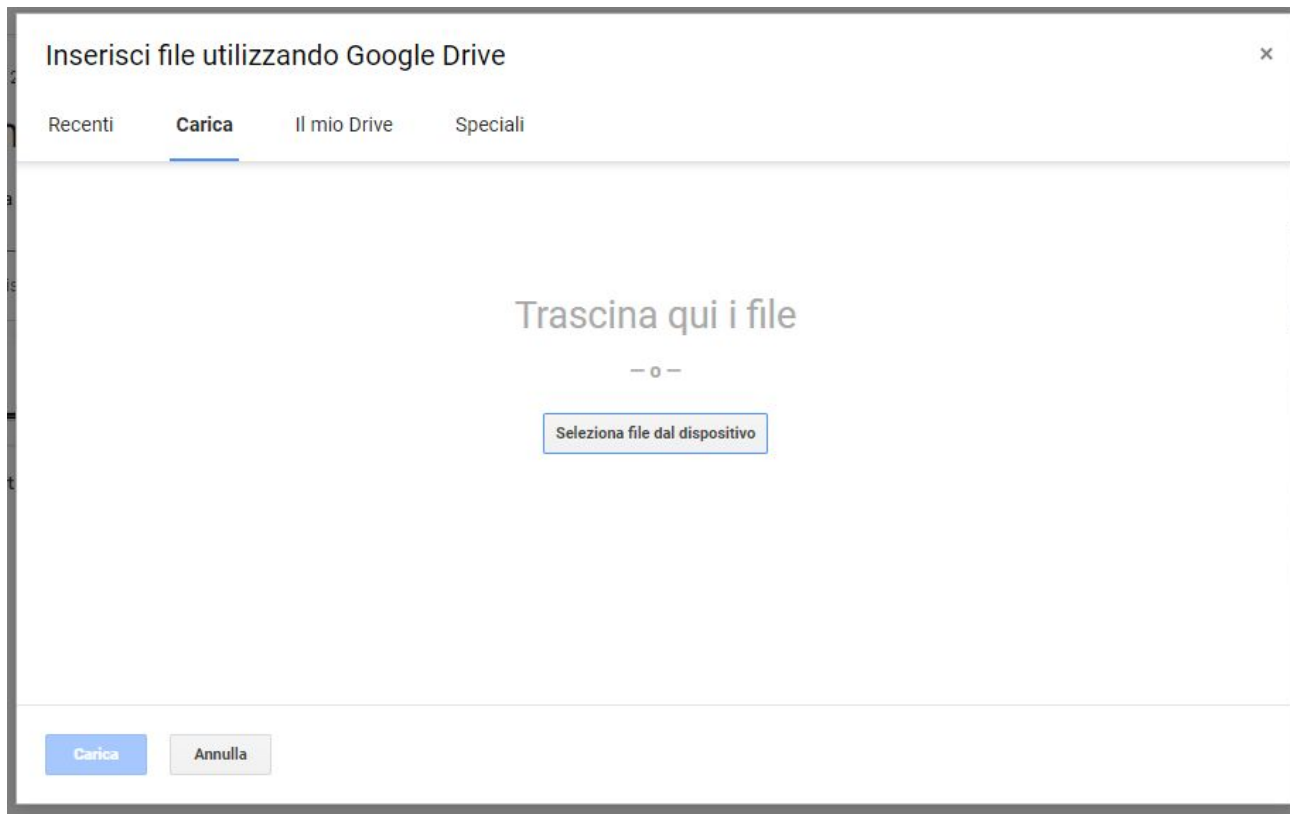 Inserisci file utilizzando Google Drive
×
Recenti Carica Il mio Drive Speciali
Trascina qui i file
— o —
Seleziona file dal dispositivo
Carica Annulla